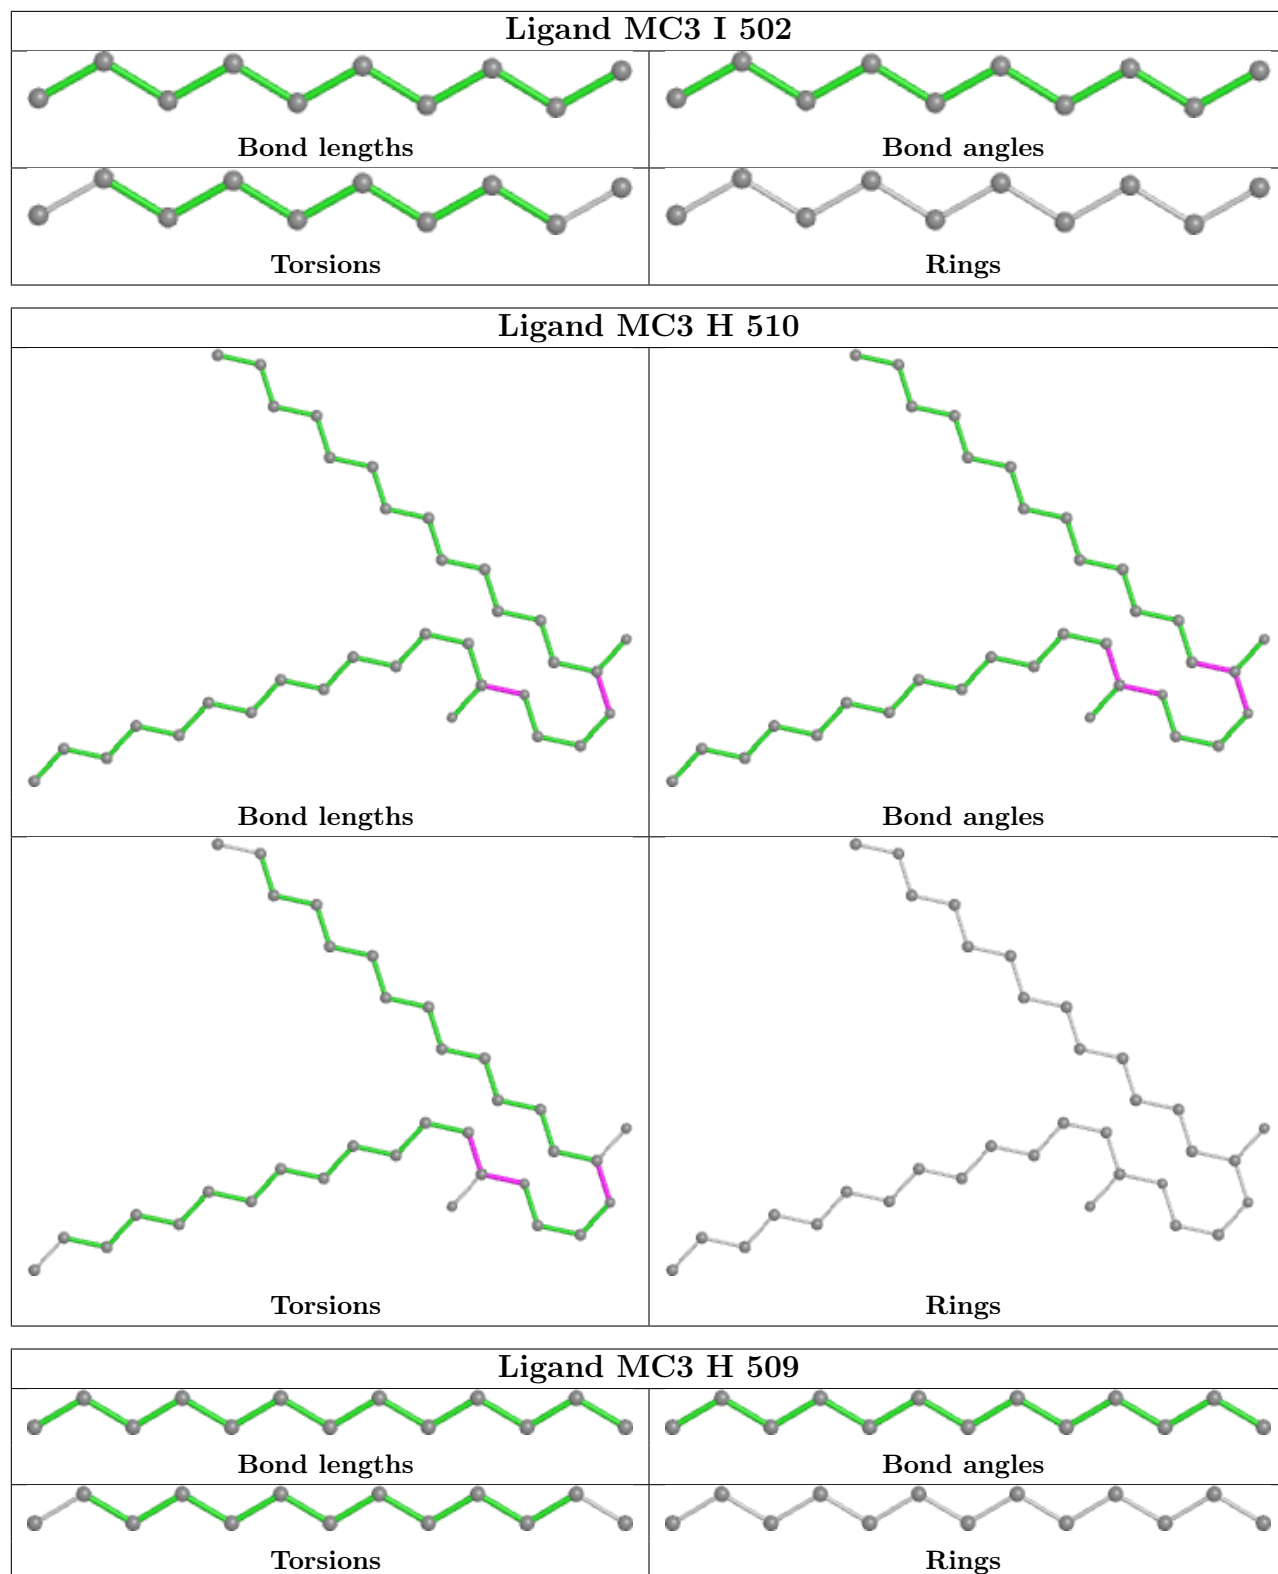 Ligand MC3 I 502
Bond lengths
Bond angles
Torsions
Rings
Ligand MC3 H 510
Bond lengths
Bond angles
Torsions
Rings
Ligand MC3 H 509
Bond lengths
Bond angles
Torsions
Rings